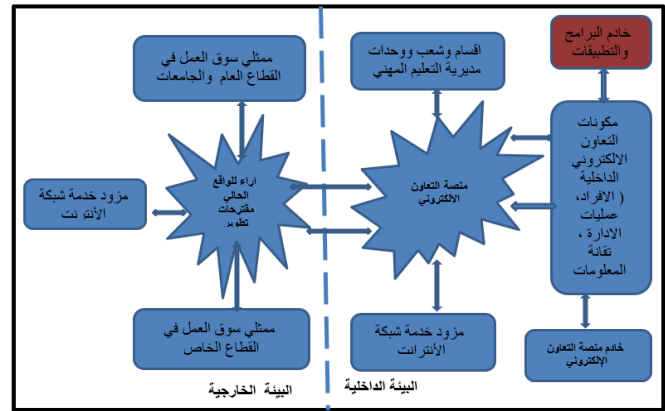 خادم البرامج
والتطبيقات
اقسام وشعب ووحدات
مديرية التعليم المهني
ممثلي سوق العمل في
القطاع العام والجامعات
مكونات
التعاون
الالكتروني
الداخلية
( الافراد،
عمليات
الادارة ،
تقانة
المعلومات
منصة التعاون
الالكتروني
اراء للواقع
الحالي
مقترحات
تطوير
مزود خدمة شبكة
الأنترنت
خادم منصة التعاون
الإلكتروني
مزود خدمة شبكة
الأنترانت
ممثلي سوق العمل في
القطاع الخاص
البيئة الداخلية
البيئة الخارجية